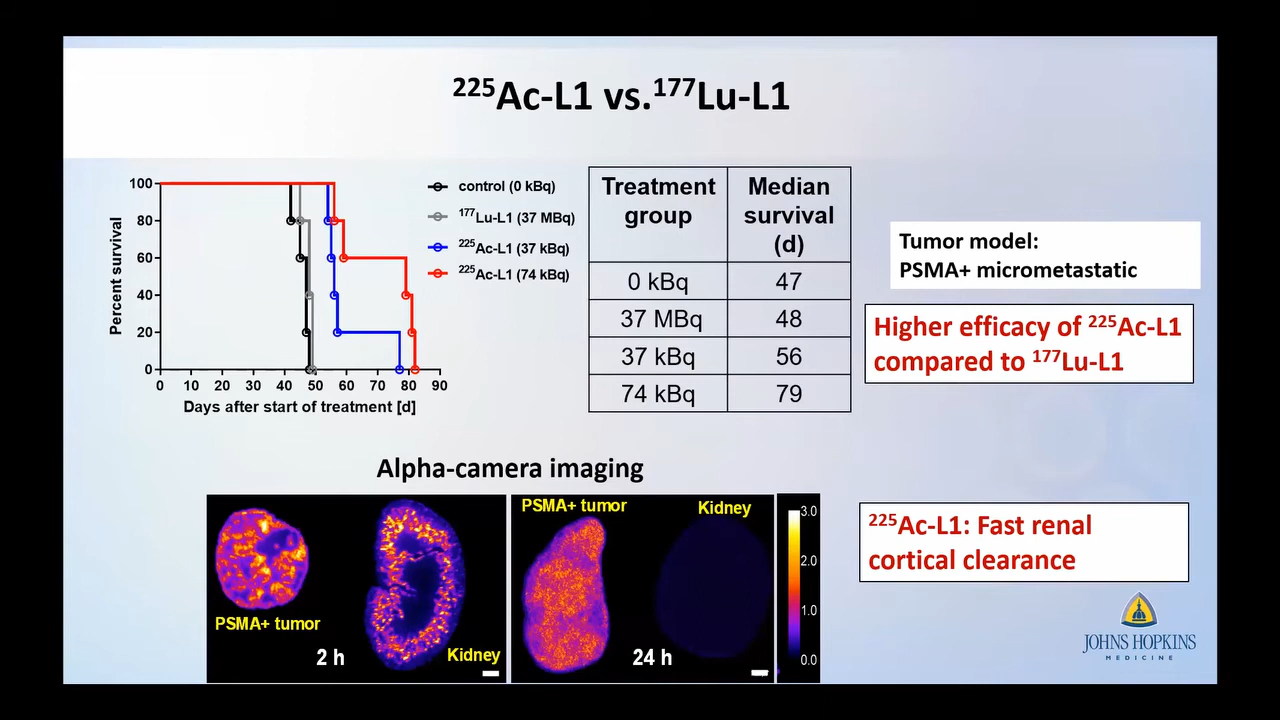 ²²⁵Ac-L1 vs.¹⁷⁷Lu-L1
100
80
60
40
20
0
Percent survival
0 10 20 30 40 50 60 70 80 90
Days after start of treatment [d]
control (0 kBq)
¹⁷⁷Lu-L1 (37 MBq)
²²⁵Ac-L1 (37 kBq)
²²⁵Ac-L1 (74 kBq)
Treatment group Median survival (d)
0 kBq 47
37 MBq 48
37 kBq 56
74 kBq 79
Tumor model:
PSMA+ micrometastatic
Higher efficacy of ²²⁵Ac-L1
compared to ¹⁷⁷Lu-L1
Alpha-camera imaging
PSMA+ tumor
2 h
Kidney
PSMA+ tumor
Kidney
24 h
3.0
2.0
1.0
0.0
²²⁵Ac-L1: Fast renal
cortical clearance
JOHNS HOPKINS
MEDICINE